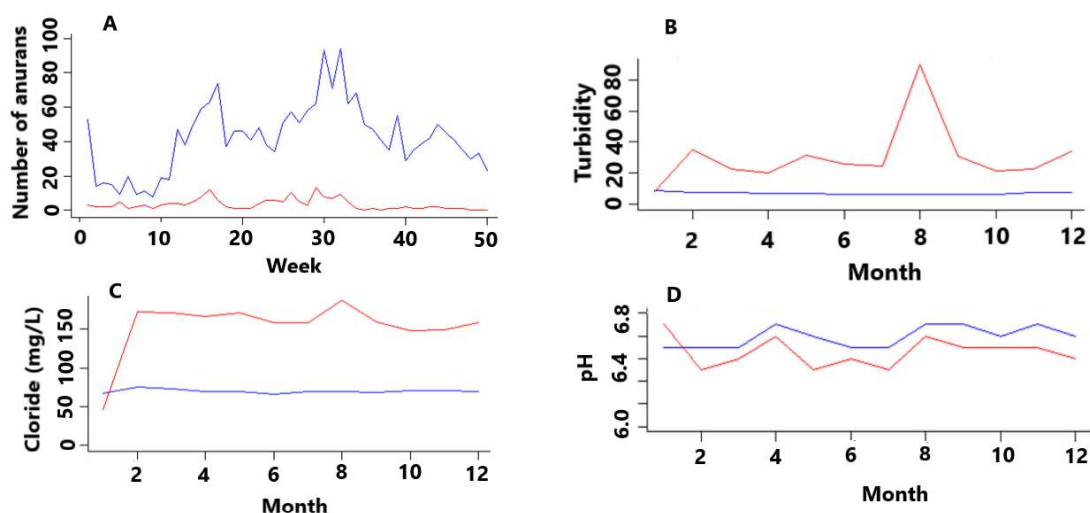 A
Number of anurans
100
80
60
40
20
0
0 10 20 30 40 50
Week
B
Turbidity
80
60
40
20
0
2 4 6 8 10 12
Month
C
Cloride (mg/L)
150
100
50
0
2 4 6 8 10 12
Month
D
pH
6.8
6.4
6.0
2 4 6 8 10 12
Month